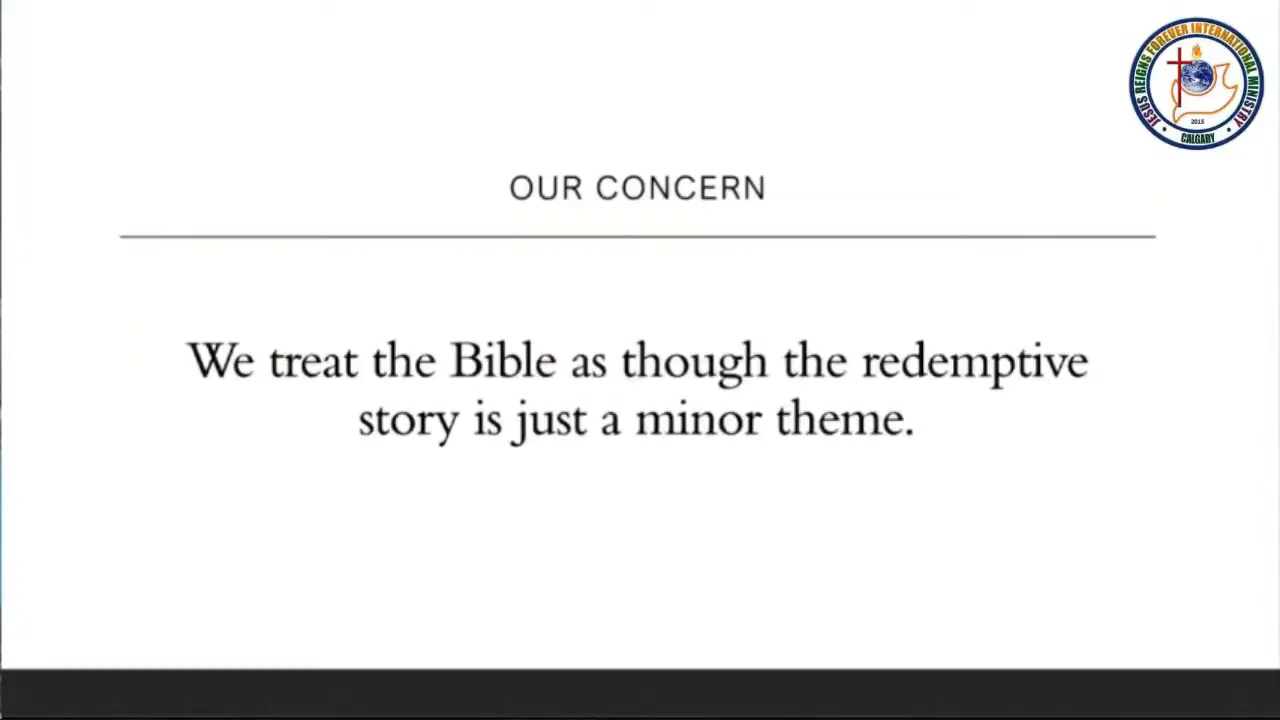 JESUS REIGNS FOREVER INTERNATIONAL MINISTRY
2015
CALGARY
OUR CONCERN
We treat the Bible as though the redemptive
story is just a minor theme.